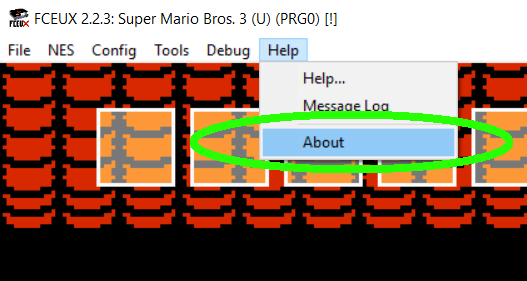 FCEUX 2.2.3: Super Mario Bros. 3 (U) (PRG0) [!]
File NES Config Tools Debug Help
Help...
Message Log
About